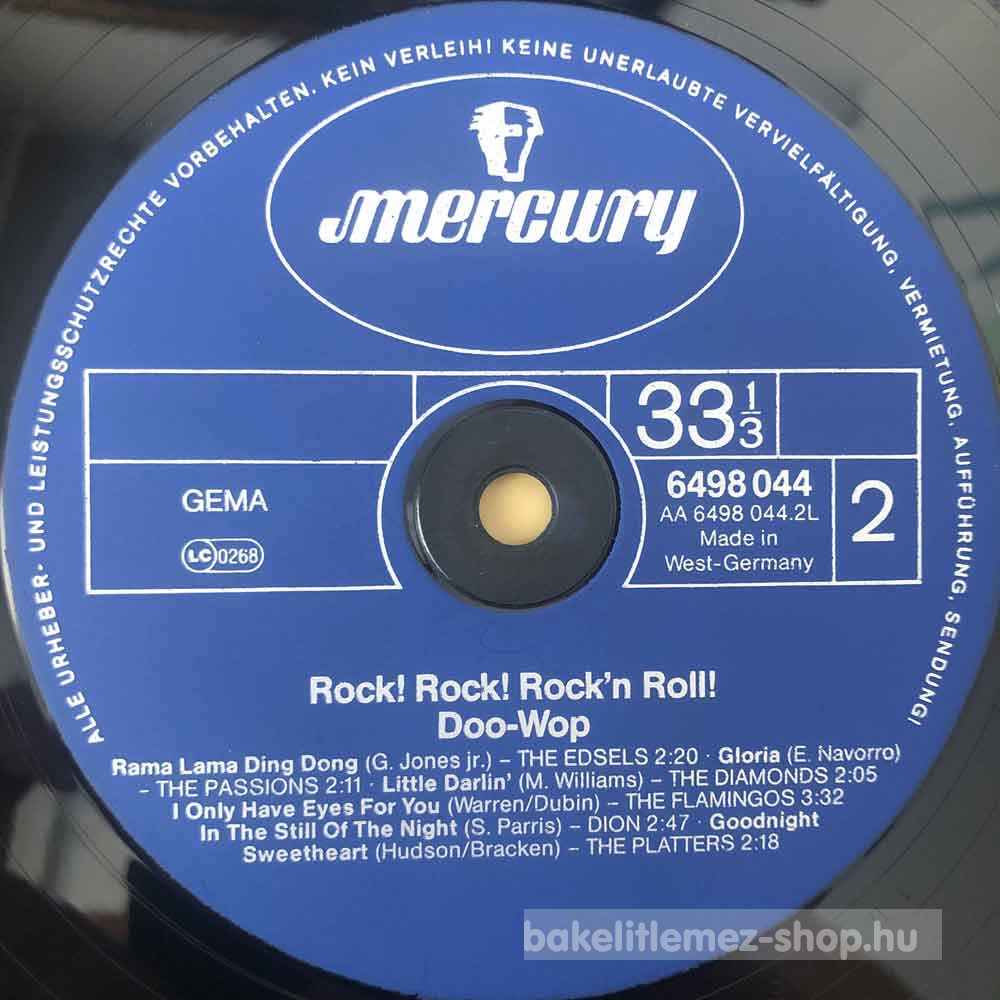 ALLE URHEBER- UND LEISTUNGSSCHUTZRECHTE VORBEHALTEN. KEIN VERLEIH! KEINE UNERLAUBTE VERVIELFÄLTIGUNG, VERMIETUNG, AUFFÜHRUNG, SENDUNG!
mercury
33 1/3
GEMA
LC 0268
6498 044
AA 6498 044.2L
Made in
West-Germany
2
Rock! Rock! Rock'n Roll!
Doo-Wop
Rama Lama Ding Dong (G. Jones jr.) – THE EDSELS 2:20 · Gloria (E. Navorro)
– THE PASSIONS 2:11 · Little Darlin' (M. Williams) – THE DIAMONDS 2:05
I Only Have Eyes For You (Warren/Dubin) – THE FLAMINGOS 3:32
In The Still Of The Night (S. Parris) – DION 2:47 · Goodnight
Sweetheart (Hudson/Bracken) – THE PLATTERS 2:18
bakelitlemez-shop.hu